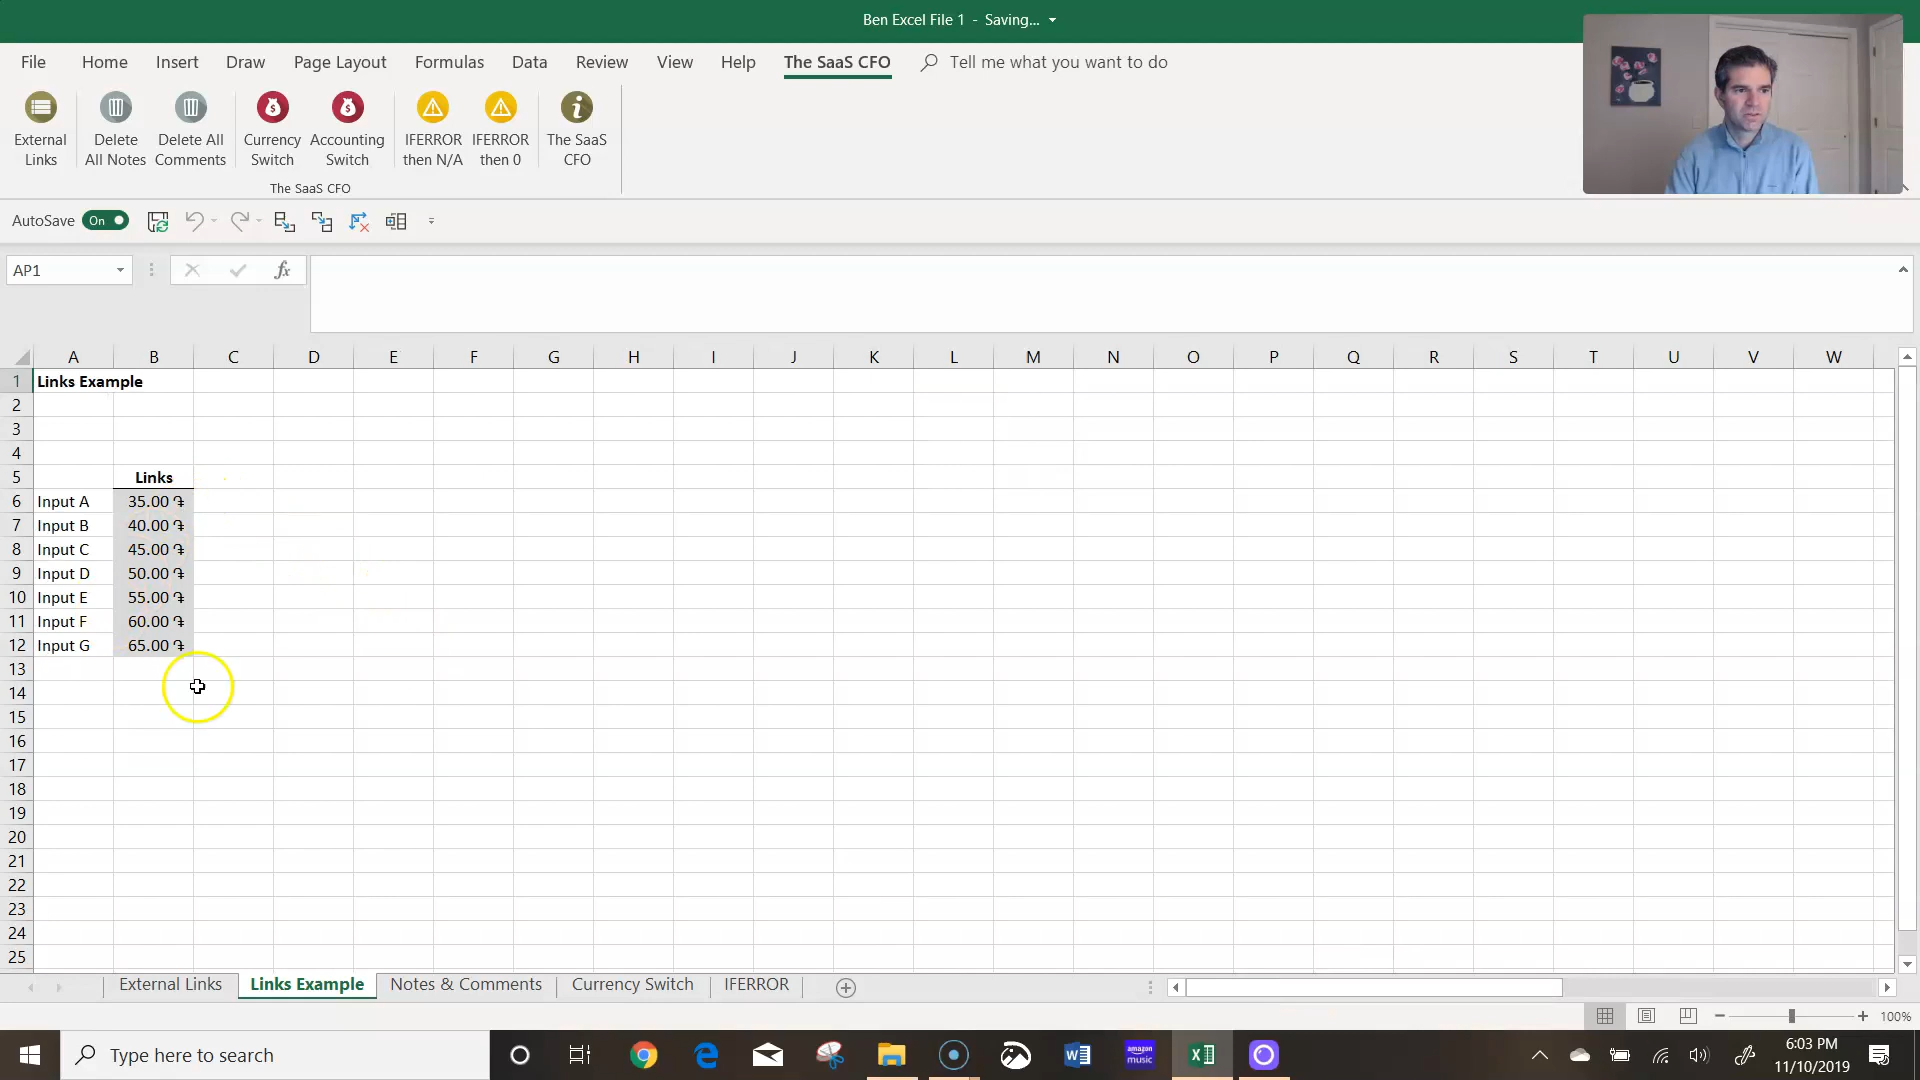 Ben Excel File 1 - Saving...
File Home Insert Draw Page Layout Formulas Data Review View Help The SaaS CFO Tell me what you want to do
External Links
Delete All Notes
Delete All Comments
Currency Switch
Accounting Switch
IFERROR then N/A
IFERROR then 0
The SaaS CFO
The SaaS CFO
AutoSave On
AP1 fx
A B C D E F G H I J K L M N O P Q R S T U V W
1 Links Example
2
3
4
5 Links
6 Input A 35.00 ֏
7 Input B 40.00 ֏
8 Input C 45.00 ֏
9 Input D 50.00 ֏
10 Input E 55.00 ֏
11 Input F 60.00 ֏
12 Input G 65.00 ֏
13
14
15
16
17
18
19
20
21
22
23
24
25
External Links Links Example Notes & Comments Currency Switch IFERROR
100%
Type here to search
amazon music
6:03 PM
11/10/2019